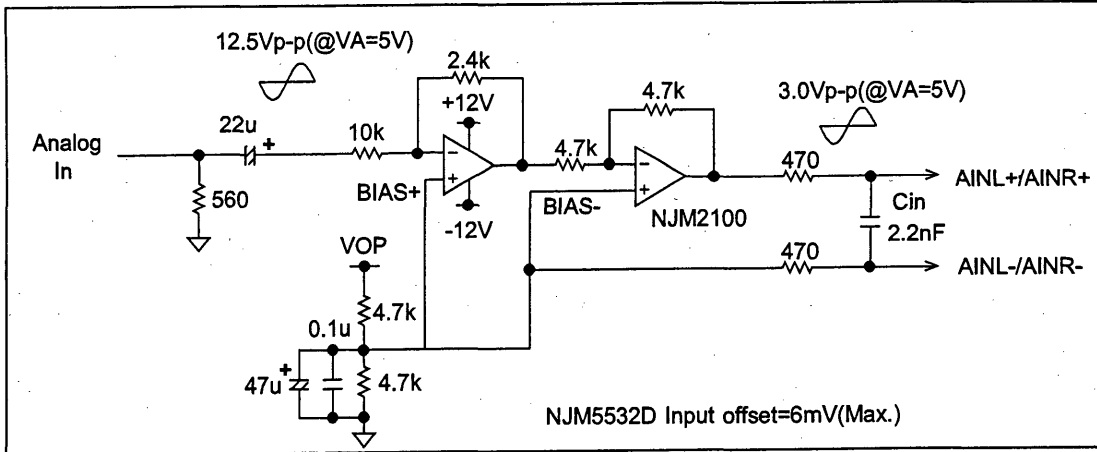 12.5Vp-p(@VA=5V)
2.4k
+12V
3.0Vp-p(@VA=5V)
4.7k
22u
+
10k
4.7k
470
Analog
In
AINL+/AINR+
560
BIAS+
-12V
BIAS-
NJM2100
Cin
2.2nF
VOP
470
AINL-/AINR-
4.7k
0.1u
47u
+
4.7k
NJM5532D Input offset=6mV(Max.)